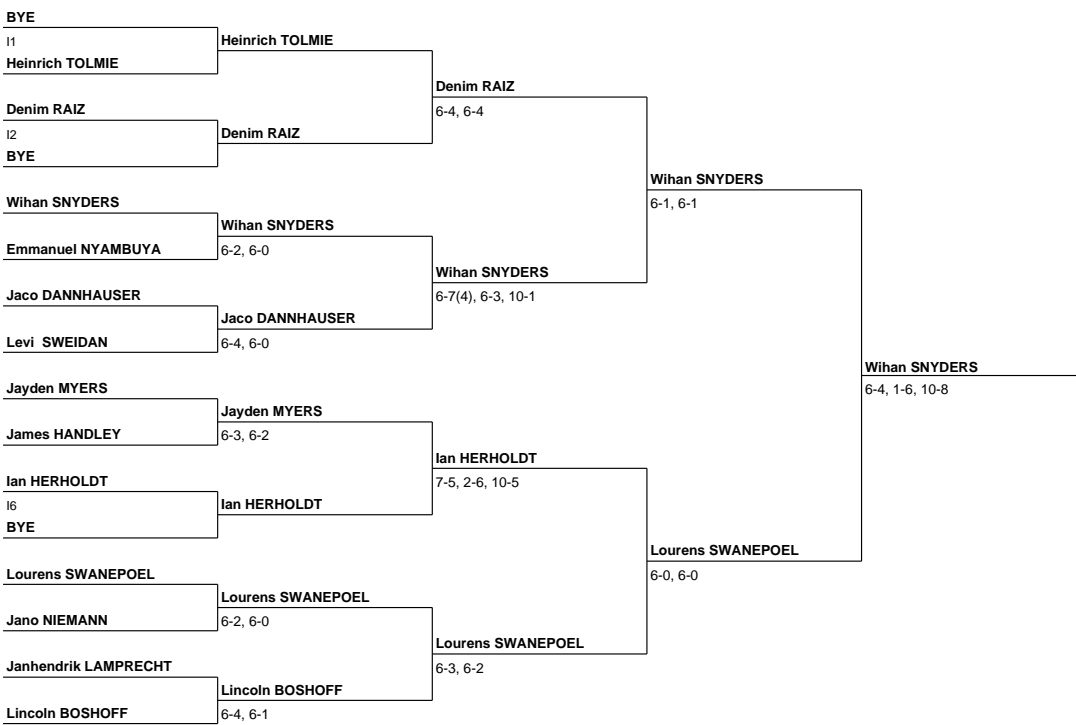 BYE
I1
Heinrich TOLMIE
Denim RAIZ
I2
BYE
Wihan SNYDERS
Emmanuel NYAMBUYA
Jaco DANNHAUSER
Levi SWEIDAN
Jayden MYERS
James HANDLEY
Ian HERHOLDT
I6
BYE
Lourens SWANEPOEL
Jano NIEMANN
Janhendrik LAMPRECHT
Lincoln BOSHOFF
Heinrich TOLMIE
Denim RAIZ
Wihan SNYDERS
6-2, 6-0
Jaco DANNHAUSER
6-4, 6-0
Jayden MYERS
6-3, 6-2
Ian HERHOLDT
Lourens SWANEPOEL
6-2, 6-0
Lincoln BOSHOFF
6-4, 6-1
Denim RAIZ
6-4, 6-4
Wihan SNYDERS
6-7(4), 6-3, 10-1
Ian HERHOLDT
7-5, 2-6, 10-5
Lourens SWANEPOEL
6-3, 6-2
Wihan SNYDERS
6-1, 6-1
Lourens SWANEPOEL
6-0, 6-0
Wihan SNYDERS
6-4, 1-6, 10-8